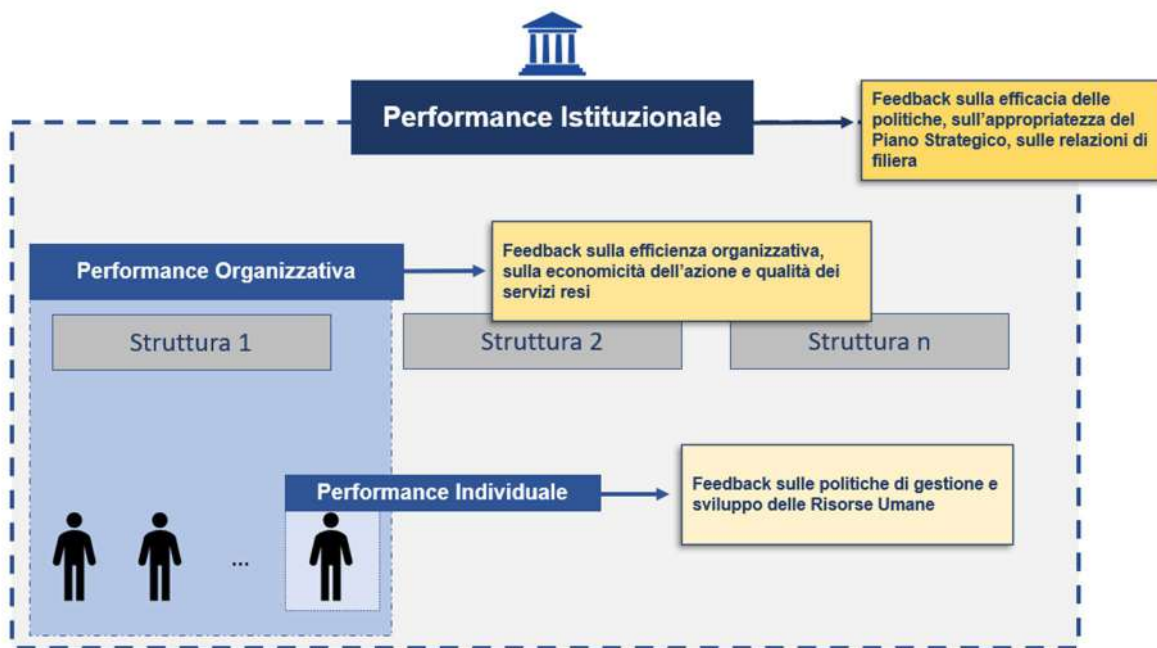 Performance Istituzionale
Feedback sulla efficacia delle
politiche, sull'appropriatezza del
Piano Strategico, sulle relazioni di
filiera
Performance Organizzativa
Feedback sulla efficienza organizzativa,
sulla economicità dell'azione e qualità dei
servizi resi
Struttura 1
Struttura 2
Struttura n
Performance Individuale
Feedback sulle politiche di gestione e
sviluppo delle Risorse Umane
...